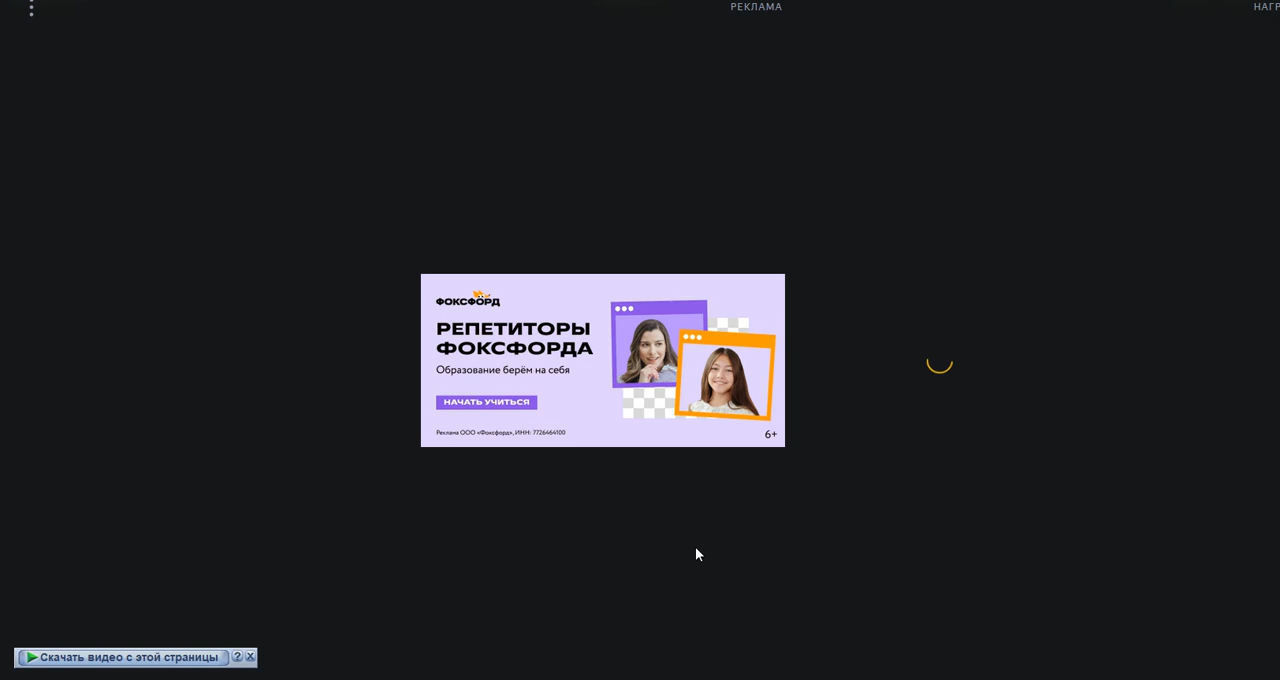 РЕКЛАМА
НАГР
ФОКСФОРД
РЕПЕТИТОРЫ
ФОКСФОРДА
Образование берём на себя
НАЧАТЬ УЧИТЬСЯ
Реклама ООО «Фоксфорд», ИНН: 7726464100
6+
Скачать видео с этой страницы
? X